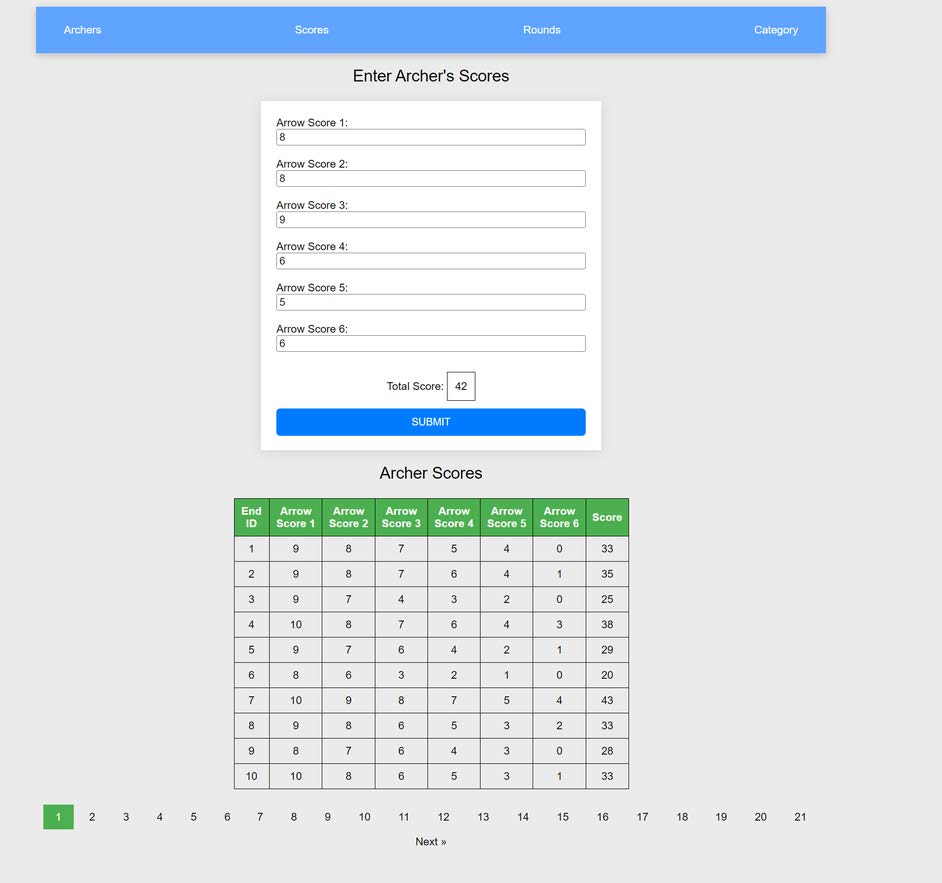 Archers Scores Rounds Category
Enter Archer's Scores
Arrow Score 1:
8
Arrow Score 2:
8
Arrow Score 3:
9
Arrow Score 4:
6
Arrow Score 5:
5
Arrow Score 6:
6
Total Score: 42
SUBMIT
Archer Scores
End ID Arrow Score 1 Arrow Score 2 Arrow Score 3 Arrow Score 4 Arrow Score 5 Arrow Score 6 Score
1 9 8 7 5 4 0 33
2 9 8 7 6 4 1 35
3 9 7 4 3 2 0 25
4 10 8 7 6 4 3 38
5 9 7 6 4 2 1 29
6 8 6 3 2 1 0 20
7 10 9 8 7 5 4 43
8 9 8 6 5 3 2 33
9 8 7 6 4 3 0 28
10 10 8 6 5 3 1 33
1 2 3 4 5 6 7 8 9 10 11 12 13 14 15 16 17 18 19 20 21
Next »